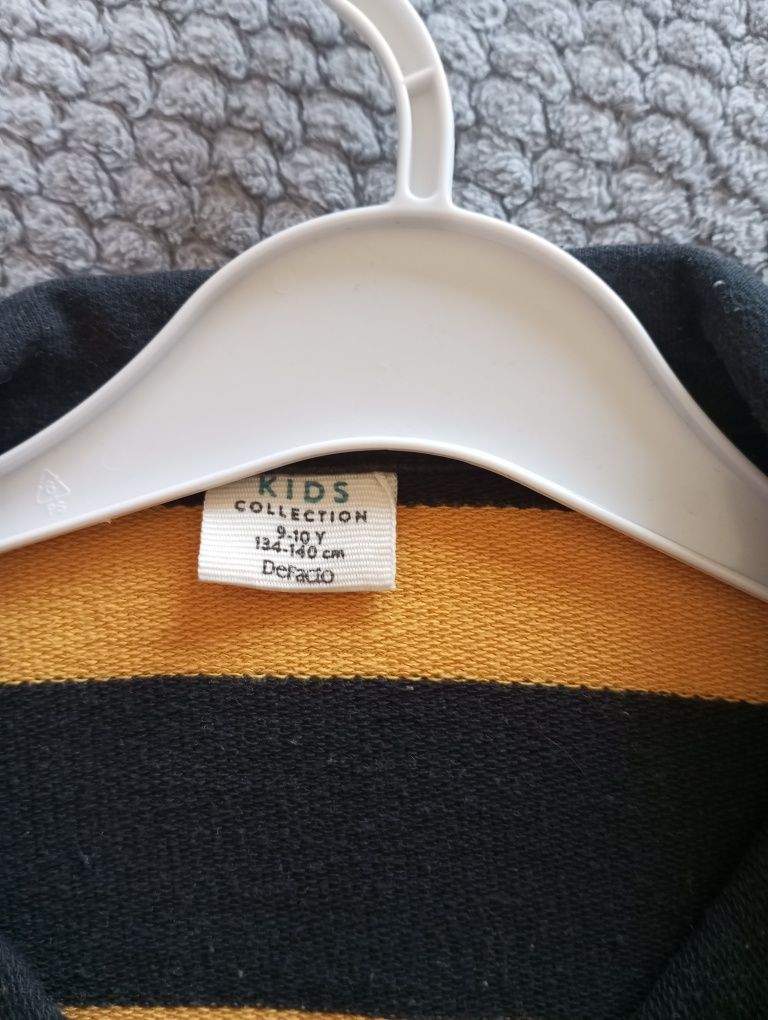 KIDS
COLLECTION
9-10 Y
134-140 cm
DeFacto